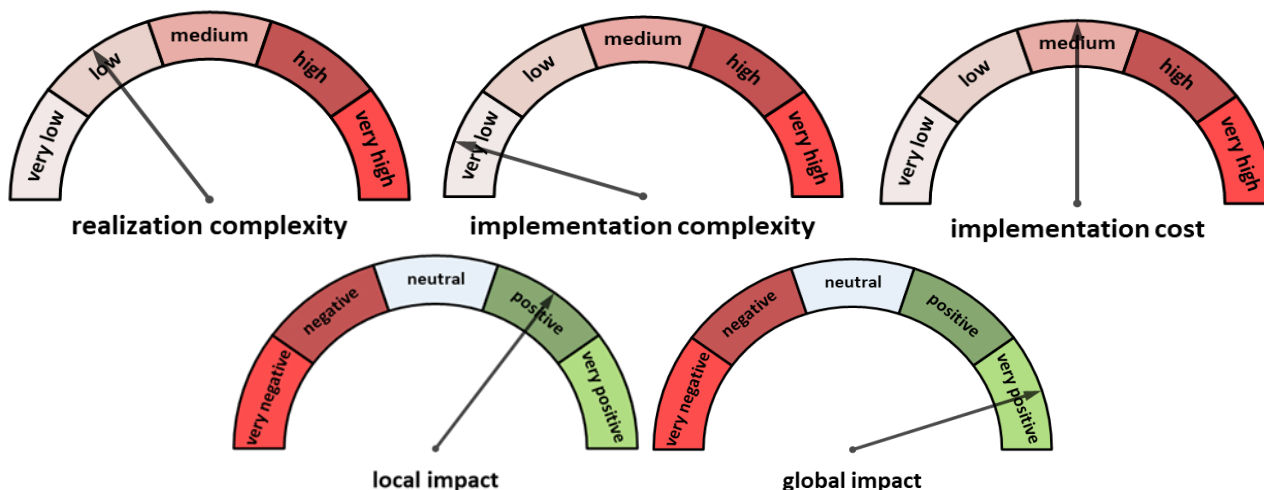 very low
low
medium
high
very high
realization complexity
very low
low
medium
high
very high
implementation complexity
very low
low
medium
high
very high
implementation cost
very negative
negative
neutral
positive
very positive
local impact
very negative
negative
neutral
positive
very positive
global impact